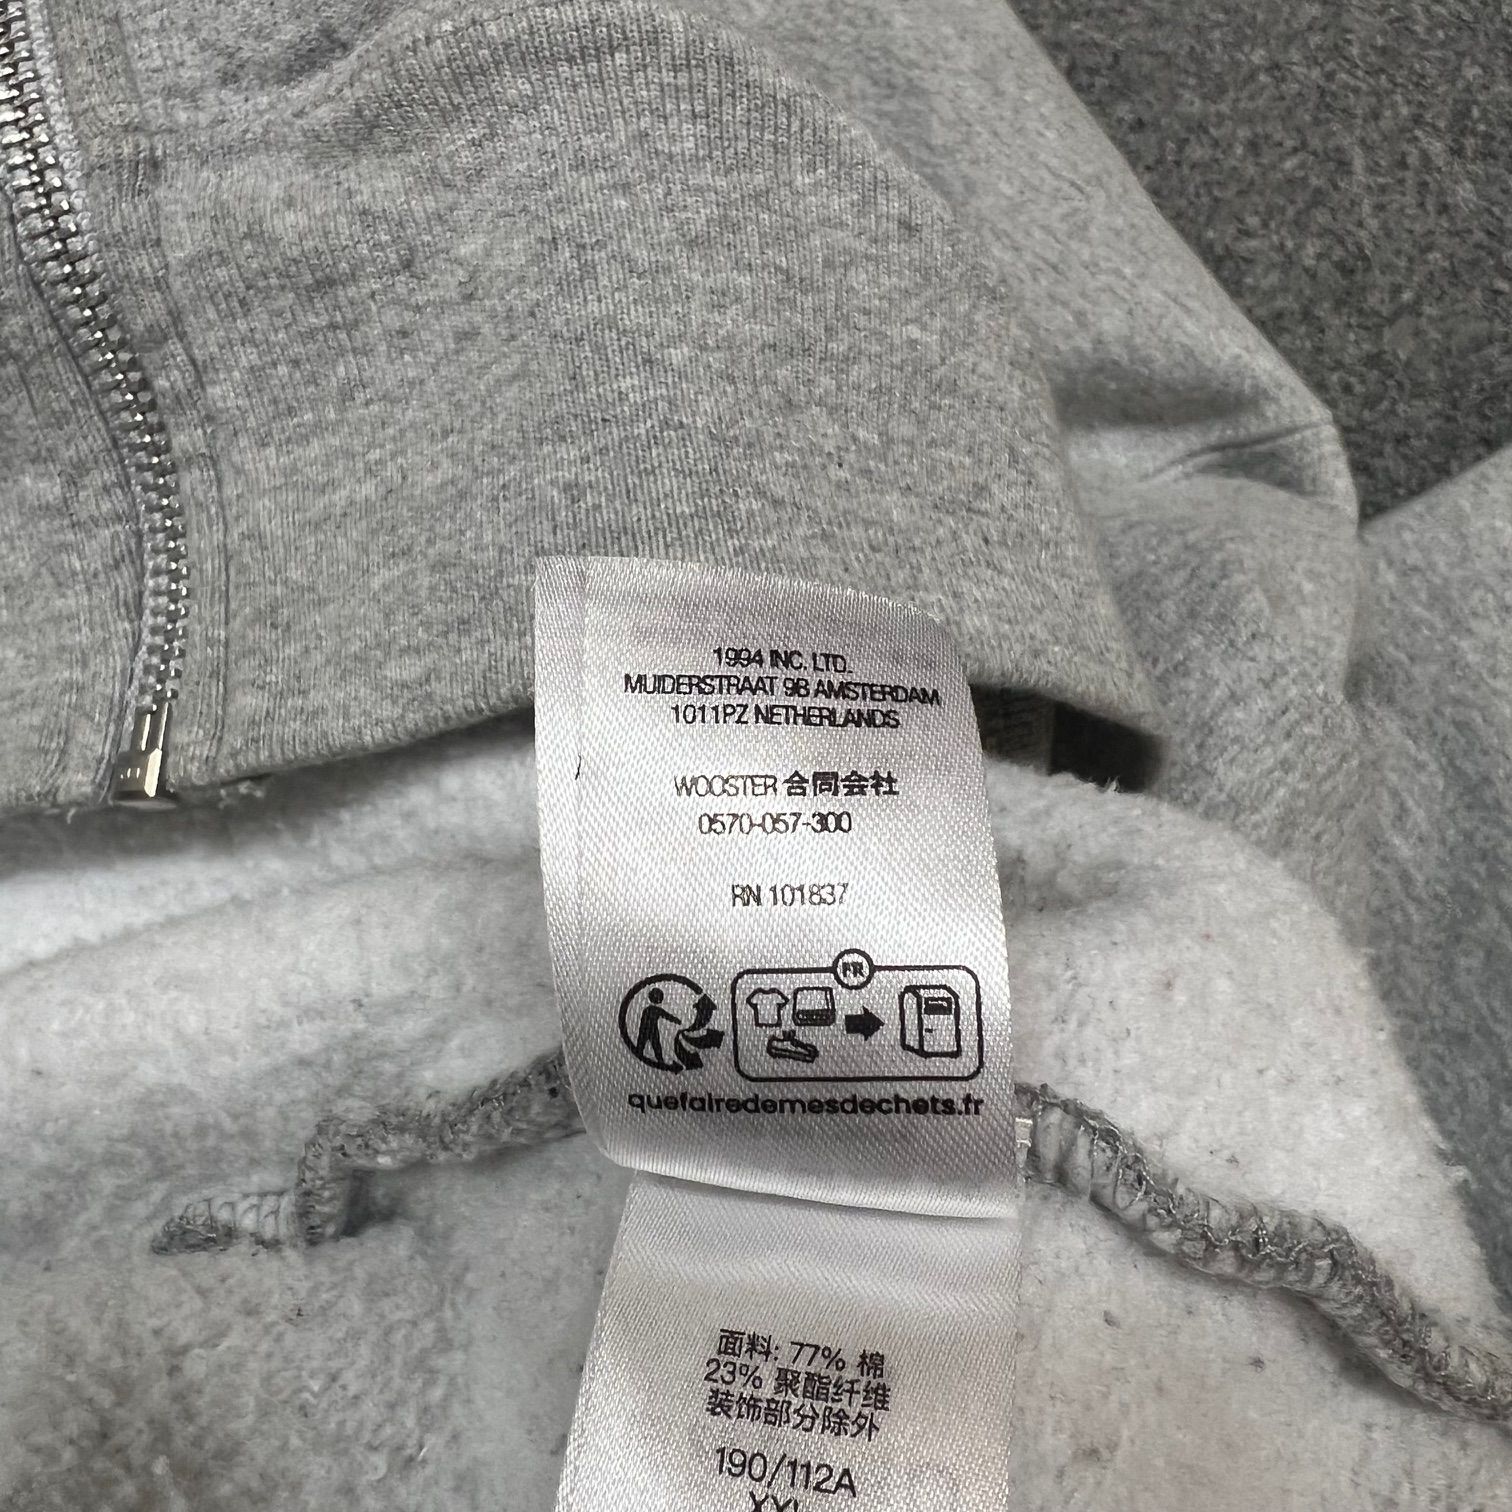 1994 INC. LTD.
MUIDERSTRAAT 9B AMSTERDAM
1011PZ NETHERLANDS
WOOSTER 合同会社
0570-057-300
RN 101837
FR
quefairedemesdechets.fr
面料: 77% 棉
23% 聚酯纤维
装饰部分除外
190/112A
XXL